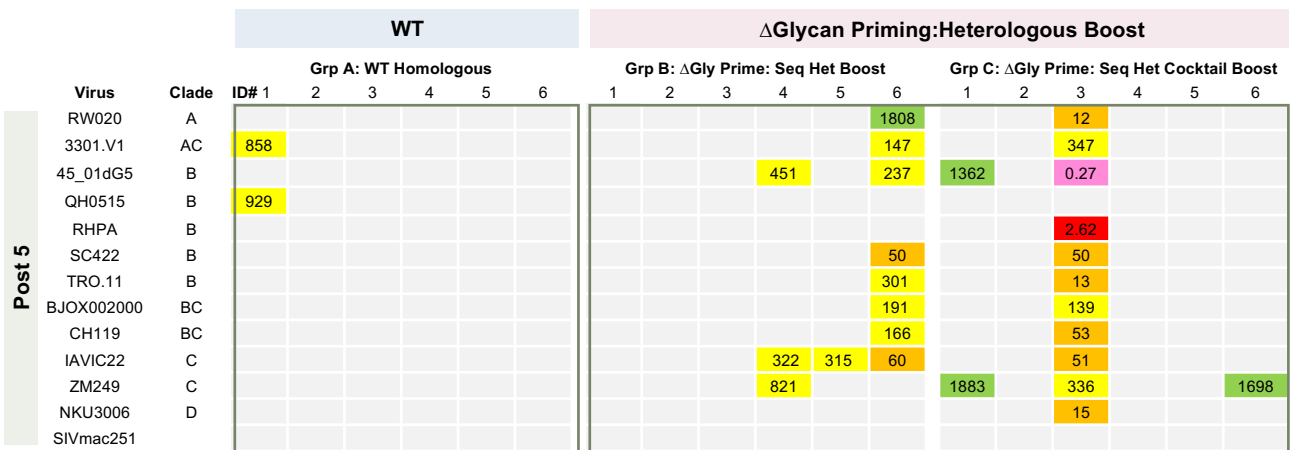 WT ∆Glycan Priming:Heterologous Boost
Grp A: WT Homologous Grp B: ∆Gly Prime: Seq Het Boost Grp C: ∆Gly Prime: Seq Het Cocktail Boost
Virus Clade ID# 1 2 3 4 5 6 1 2 3 4 5 6 1 2 3 4 5 6
Post 5
RW020 A 1808 12
3301.V1 AC 858 147 347
45_01dG5 B 451 237 1362 0.27
QH0515 B 929
RHPA B 2.62
SC422 B 50 50
TRO.11 B 301 13
BJOX002000 BC 191 139
CH119 BC 166 53
IAVIC22 C 322 315 60 51
ZM249 C 821 1883 336 1698
NKU3006 D 15
SIVmac251